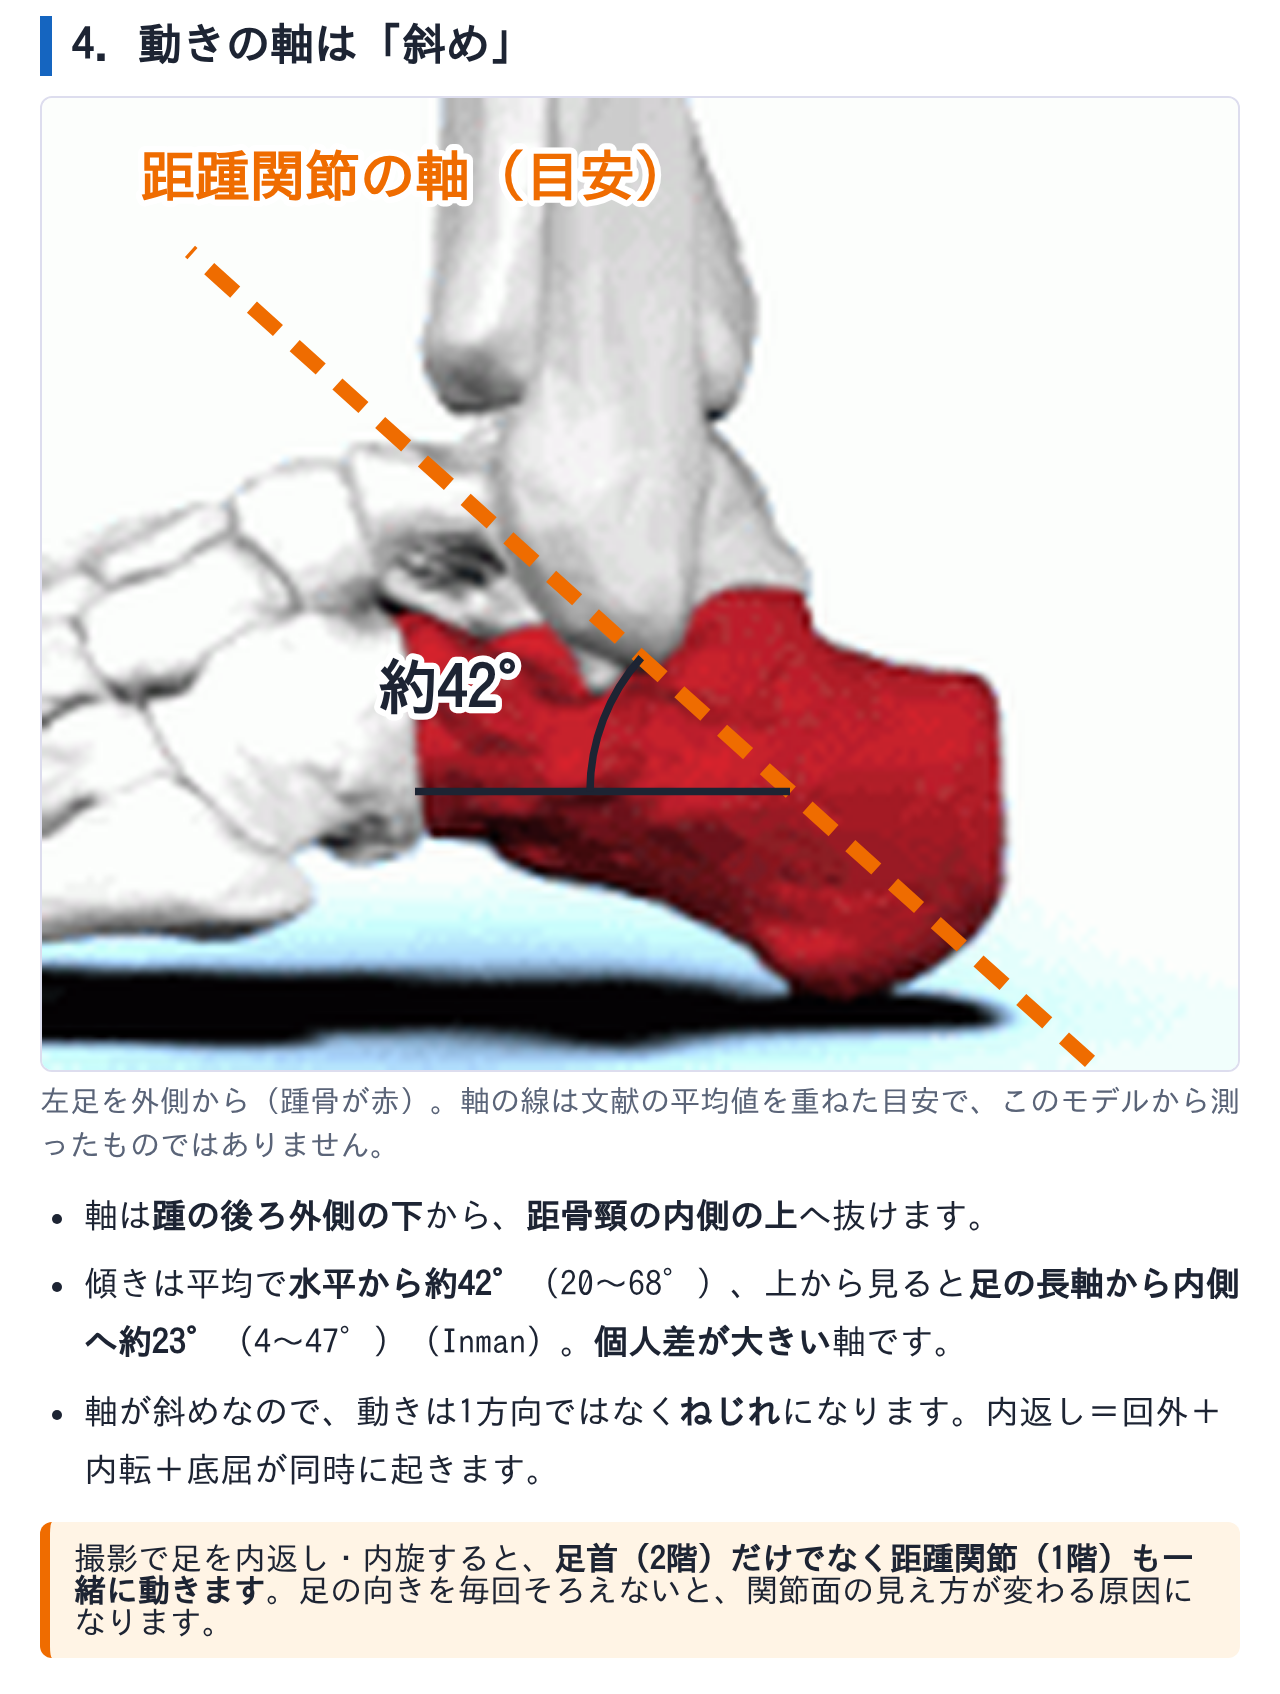 4. 動きの軸は「斜め」
距踵関節の軸（目安）
約42°
左足を外側から（踵骨が赤）。軸の線は文献の平均値を重ねた目安で、このモデルから測
ったものではありません。
• 軸は踵の後ろ外側の下から、距骨頸の内側の上へ抜けます。
• 傾きは平均で水平から約42°（20〜68°）、上から見ると足の長軸から内側
へ約23°（4〜47°）（Inman）。個人差が大きい軸です。
• 軸が斜めなので、動きは1方向ではなくねじれになります。内返し＝回外＋
内転＋底屈が同時に起きます。
撮影で足を内返し・内旋すると、足首（2階）だけでなく距踵関節（1階）も一
緒に動きます。足の向きを毎回そろえないと、関節面の見え方が変わる原因に
なります。